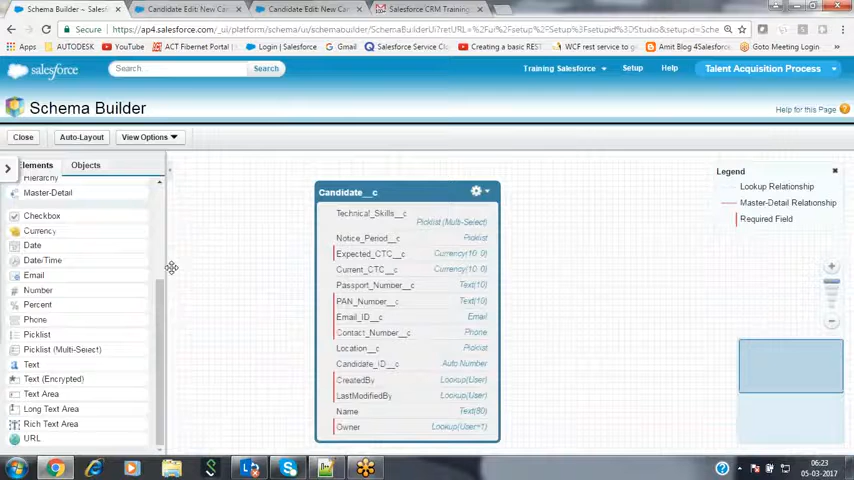 Schema Builder ~ Salesf
Candidate Edit: New Can
Candidate Edit: New Can
Salesforce CRM Training
Secure
https://ap4.salesforce.com/_ui/platform/schema/ui/schemabuilder/SchemaBuilderUi?retURL=%2Fui%2Fsetup%2FSetup%3Fsetupid%3DStudio&setupid=Sche
Apps
AUTODESK
YouTube
ACT Fibernet Portal
Login | Salesforce
Salesforce Service Cl
Creating a basic REST
WCF rest service to g
Amit Blog 4Salesforc
Goto Meeting Login
salesforce
Search...
Search
Training Salesforce
Setup
Help
Talent Acquisition Process
Schema Builder
Help for this Page
Close
Auto-Layout
View Options
Elements
Objects
Hierarchy
Master-Detail
Checkbox
Currency
Date
Date/Time
Email
Number
Percent
Phone
Picklist
Picklist (Multi-Select)
Text
Text (Encrypted)
Text Area
Long Text Area
Rich Text Area
URL
Candidate__c
Technical_Skills__c
Picklist (Multi-Select)
Notice_Period__c Picklist
Expected_CTC__c Currency(10, 0)
Current_CTC__c Currency(10, 0)
Passport_Number__c Text(10)
PAN_Number__c Text(10)
Email_ID__c Email
Contact_Number__c Phone
Location__c Picklist
Candidate_ID__c Auto Number
CreatedBy Lookup(User)
LastModifiedBy Lookup(User)
Name Text(80)
Owner Lookup(User+1)
Legend
Lookup Relationship
Master-Detail Relationship
Required Field
06:23
05-03-2017